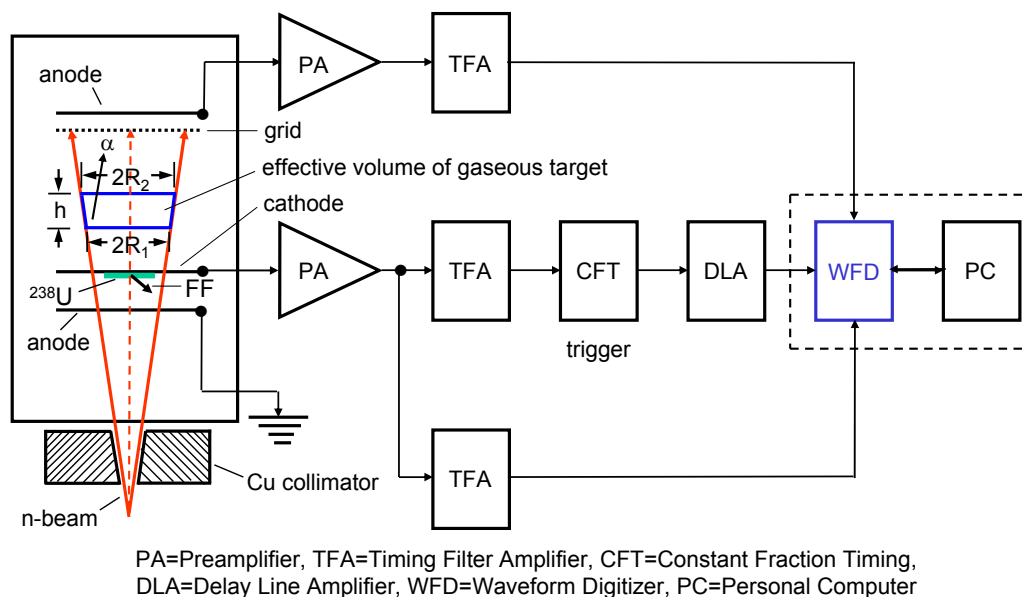 anode
grid
α
effective volume of gaseous target
2R₂
h
cathode
2R₁
²³⁸U
FF
anode
Cu collimator
n-beam
PA
TFA
PA
TFA
CFT
DLA
WFD
PC
trigger
TFA
PA=Preamplifier, TFA=Timing Filter Amplifier, CFT=Constant Fraction Timing,
DLA=Delay Line Amplifier, WFD=Waveform Digitizer, PC=Personal Computer